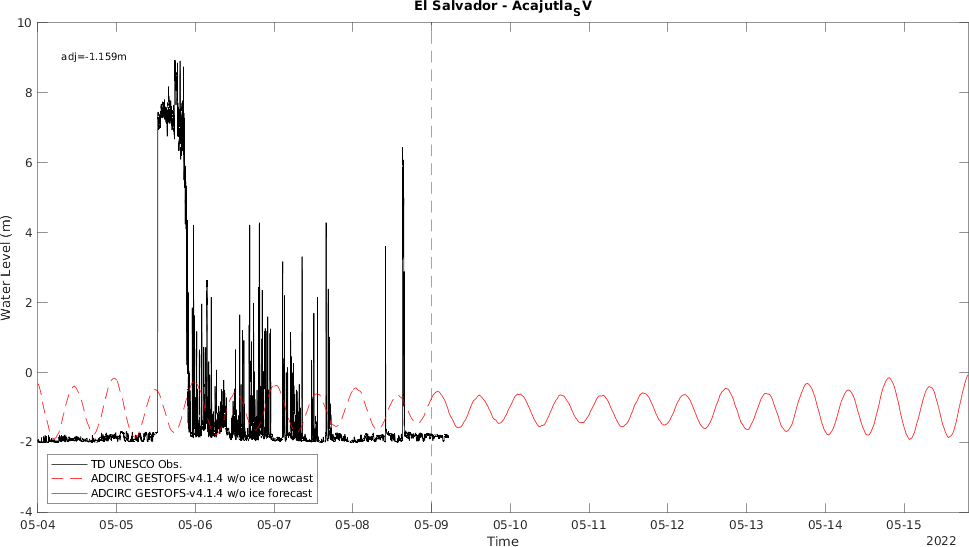 El Salvador - AcajutlaSV
adj=-1.159m
10
8
6
4
2
0
-2
-4
Water Level (m)
TD UNESCO Obs.
ADCIRC GESTOFS-v4.1.4 w/o ice nowcast
ADCIRC GESTOFS-v4.1.4 w/o ice forecast
05-04 05-05 05-06 05-07 05-08 05-09 05-10 05-11 05-12 05-13 05-14 05-15
Time
2022